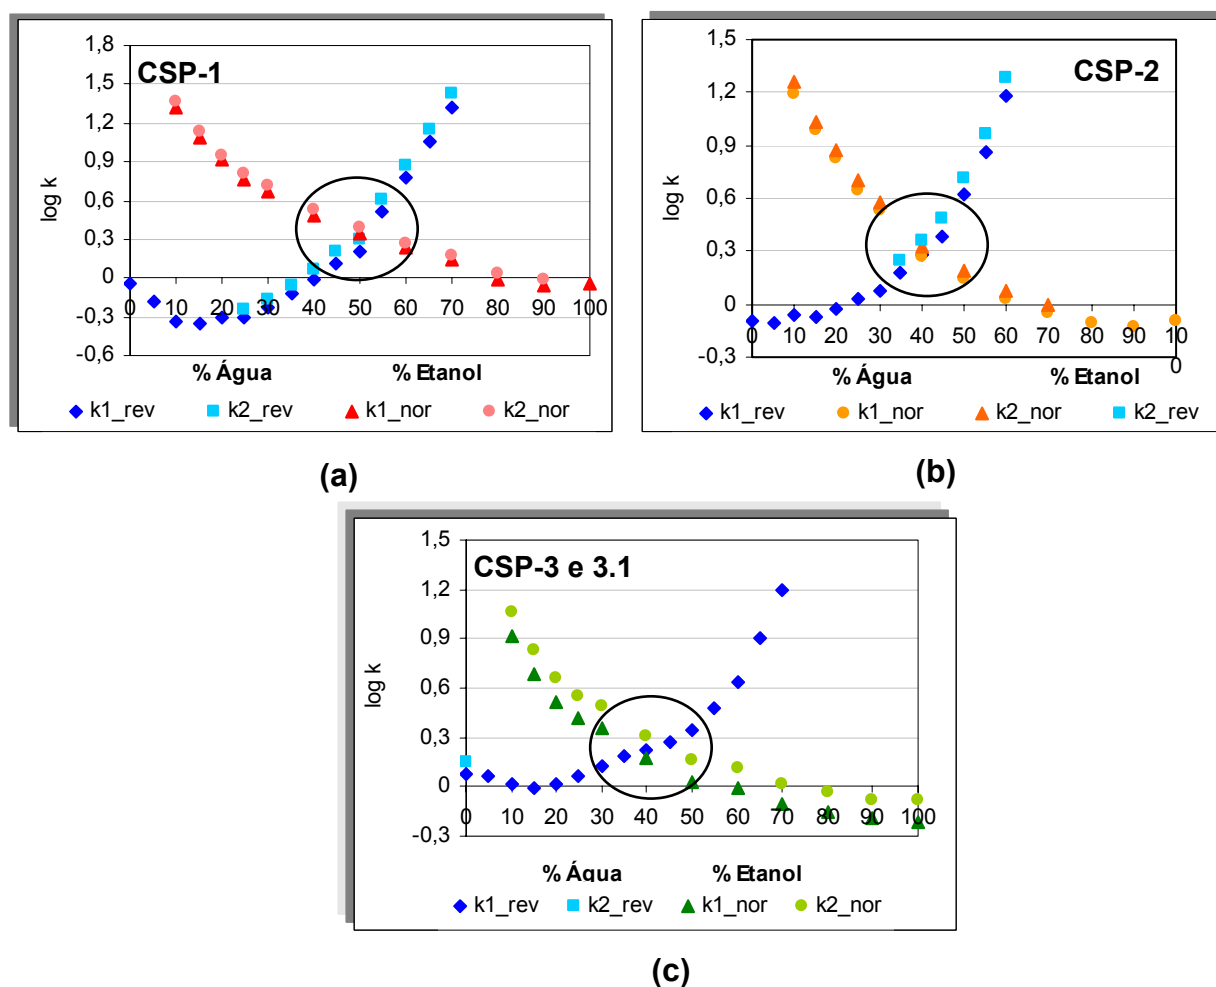 CSP-1
log k
1,8
1,5
1,2
0,9
0,6
0,3
0
-0,3
-0,6
0 10 20 30 40 50 60 70 80 90 100
% Água % Etanol
k1_rev k2_rev k1_nor k2_nor
(a)
CSP-2
log k
1,5
1,2
0,9
0,6
0,3
0
-0,3
0 10 20 30 40 50 60 70 80 90 10
0
% Água % Etanol
k1_rev k1_nor k2_nor k2_rev
(b)
CSP-3 e 3.1
log k
1,5
1,2
0,9
0,6
0,3
0
-0,3
0 10 20 30 40 50 60 70 80 90 100
% Água % Etanol
k1_rev k2_rev k1_nor k2_nor
(c)